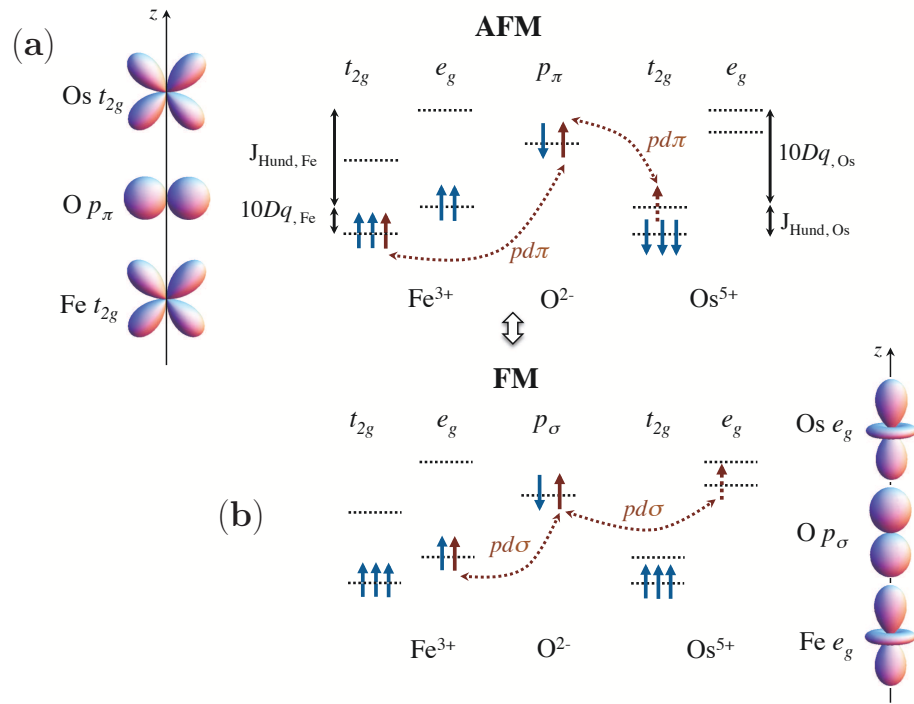 (a)
z
Os t2g
O pπ
Fe t2g
AFM
t2g eg pπ t2g eg
JHund, Fe
10Dq, Fe
pdπ
pdπ
10Dq, Os
JHund, Os
Fe3+ O2- Os5+
FM
(b)
t2g eg pσ t2g eg
pdσ
pdσ
Fe3+ O2- Os5+
z
Os eg
O pσ
Fe eg